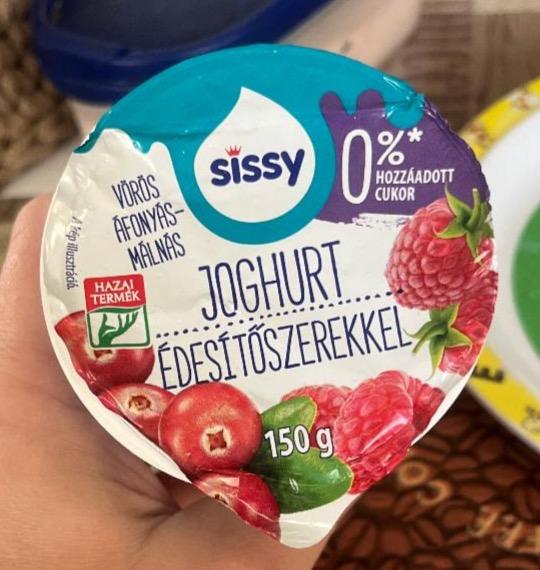 sissy
0%*
HOZZÁADOTT
CUKOR
VÖRÖS
ÁFONYÁS-
MÁLNÁS
A kép illusztráció.
HAZAI
TERMÉK
JOGHURT
ÉDESÍTŐSZEREKKEL
150 g